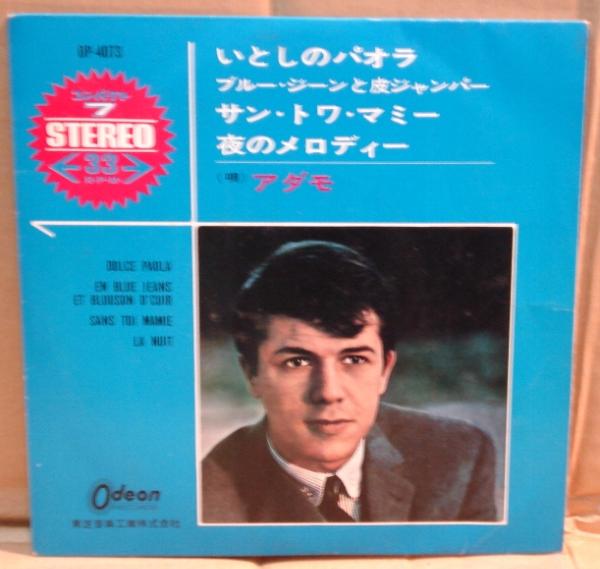 OP-4073
コンパクト
7
STEREO
33
いとしのパオラ
ブルー・ジーンと皮ジャンパー
サン・トワ・マミー
夜のメロディー
(唄) アダモ
DOLCE PAOLA
EN BLUE JEANS
ET BLOUSON D'CUIR
SANS TOI MAMIE
LA NUIT
Odeon
RECORDS
東芝音楽工業株式会社